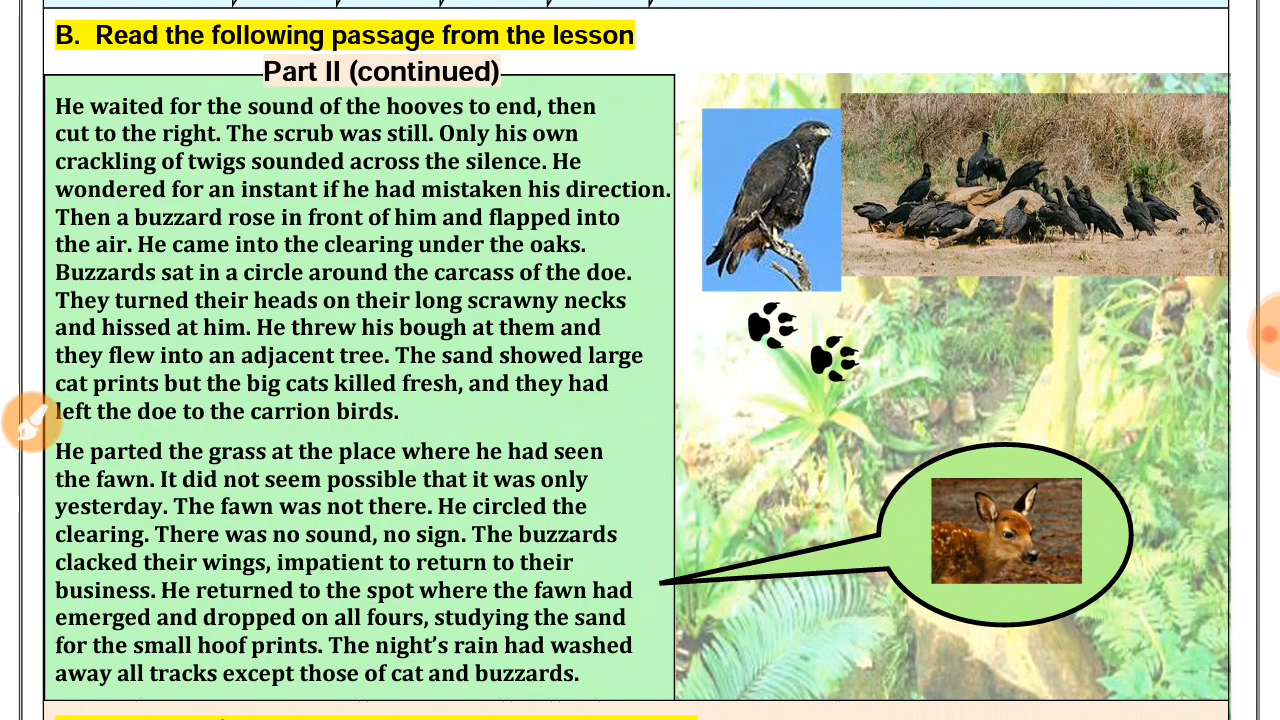 B. Read the following passage from the lesson
Part II (continued)
He waited for the sound of the hooves to end, then
cut to the right. The scrub was still. Only his own
crackling of twigs sounded across the silence. He
wondered for an instant if he had mistaken his direction.
Then a buzzard rose in front of him and flapped into
the air. He came into the clearing under the oaks.
Buzzards sat in a circle around the carcass of the doe.
They turned their heads on their long scrawny necks
and hissed at him. He threw his bough at them and
they flew into an adjacent tree. The sand showed large
cat prints but the big cats killed fresh, and they had
left the doe to the carrion birds.
He parted the grass at the place where he had seen
the fawn. It did not seem possible that it was only
yesterday. The fawn was not there. He circled the
clearing. There was no sound, no sign. The buzzards
clacked their wings, impatient to return to their
business. He returned to the spot where the fawn had
emerged and dropped on all fours, studying the sand
for the small hoof prints. The night’s rain had washed
away all tracks except those of cat and buzzards.